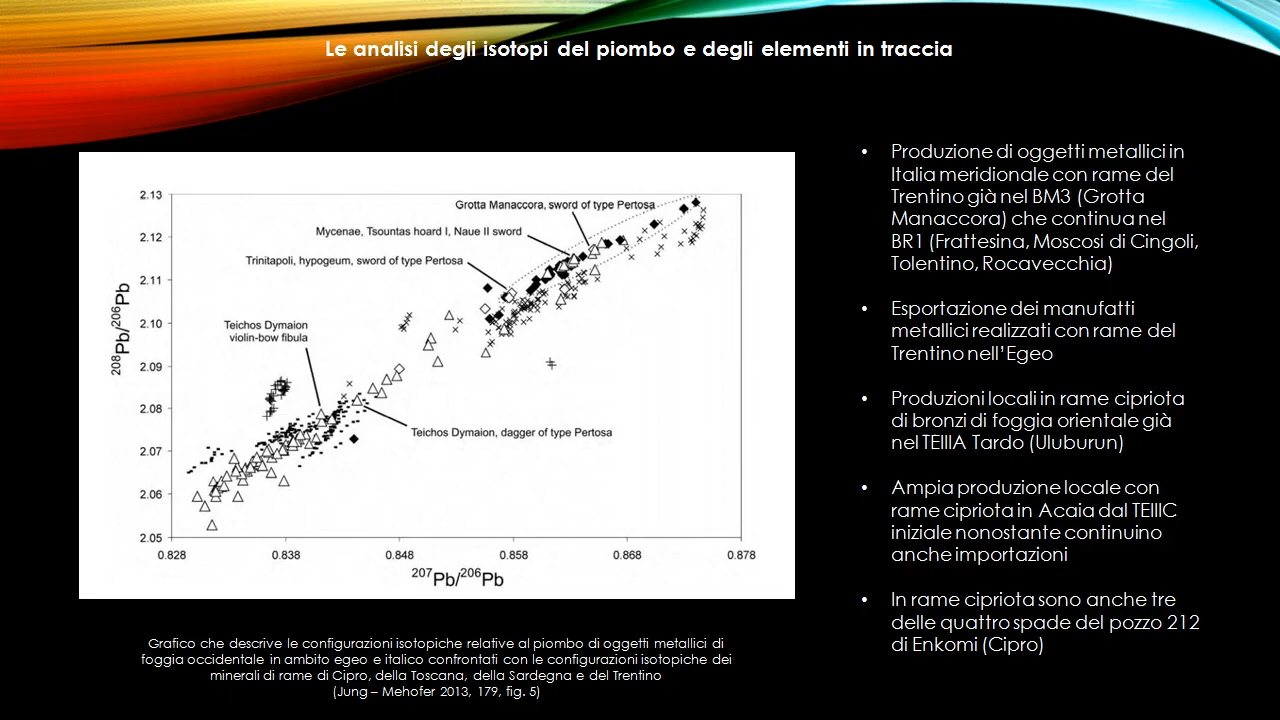 Le analisi degli isotopi del piombo e degli elementi in traccia
2.13
2.12
2.11
2.10
2.09
2.08
2.07
2.06
2.05
208Pb/206Pb
Grotta Manaccora, sword of type Pertosa
Mycenae, Tsountas hoard I, Naue II sword
Trinitapoli, hypogeum, sword of type Pertosa
Teichos Dymaion
violin-bow fibula
Teichos Dymaion, dagger of type Pertosa
0.828
0.838
0.848
0.858
0.868
0.878
207Pb/206Pb
Grafico che descrive le configurazioni isotopiche relative al piombo di oggetti metallici di
foggia occidentale in ambito egeo e italico confrontati con le configurazioni isotopiche dei
minerali di rame di Cipro, della Toscana, della Sardegna e del Trentino
(Jung – Mehofer 2013, 179, fig. 5)
• Produzione di oggetti metallici in
Italia meridionale con rame del
Trentino già nel BM3 (Grotta
Manaccora) che continua nel
BR1 (Frattesina, Moscosi di Cingoli,
Tolentino, Rocavecchia)
• Esportazione dei manufatti
metallici realizzati con rame del
Trentino nell'Egeo
• Produzioni locali in rame cipriota
di bronzi di foggia orientale già
nel TEIIIA Tardo (Uluburun)
• Ampia produzione locale con
rame cipriota in Acaia dal TEIIIC
iniziale nonostante continuino
anche importazioni
• In rame cipriota sono anche tre
delle quattro spade del pozzo 212
di Enkomi (Cipro)